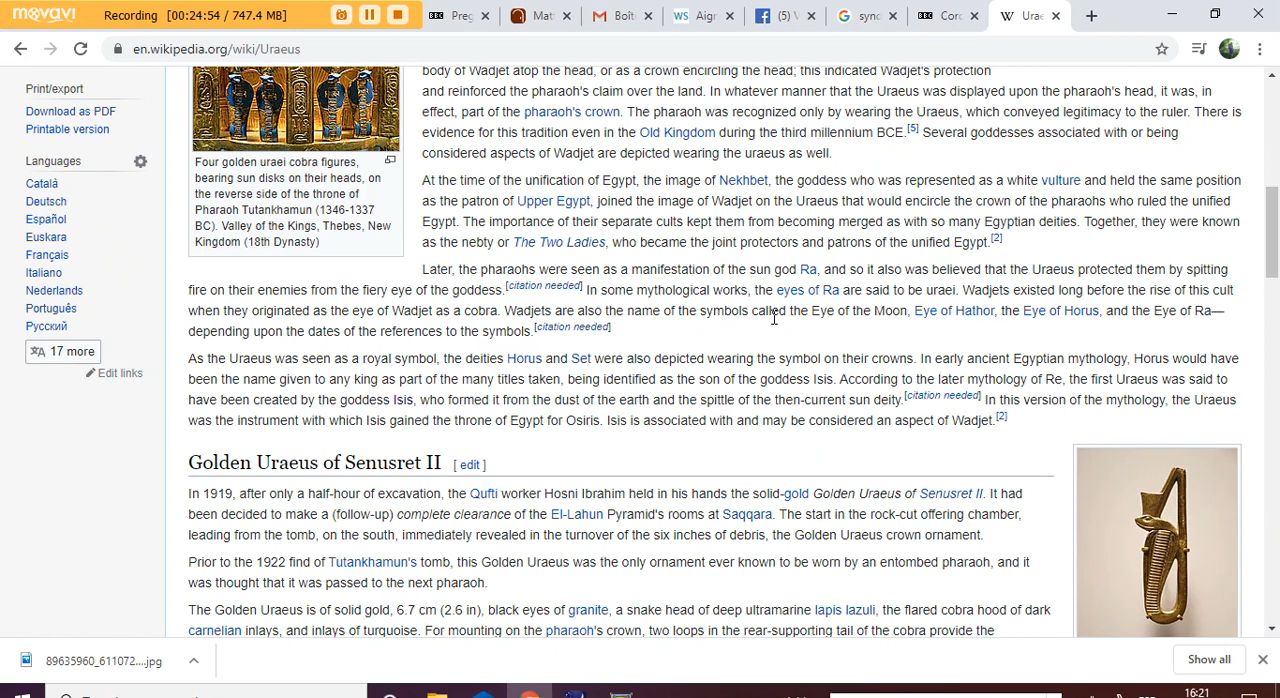 movavi Recording [00:24:54 / 747.4 MB]
BBC Preg
Mat
Boît
WS Aigr
(5) V
sync
BBC Corc
W Urae
en.wikipedia.org/wiki/Uraeus
Print/export
Download as PDF
Printable version
Languages
Català
Deutsch
Español
Euskara
Français
Italiano
Nederlands
Português
Русский
17 more
Edit links
Four golden uraei cobra figures,
bearing sun disks on their heads, on
the reverse side of the throne of
Pharaoh Tutankhamun (1346-1337
BC). Valley of the Kings, Thebes, New
Kingdom (18th Dynasty)
body of Wadjet atop the head, or as a crown encircling the head; this indicated Wadjet's protection
and reinforced the pharaoh's claim over the land. In whatever manner that the Uraeus was displayed upon the pharaoh's head, it was, in
effect, part of the pharaoh's crown. The pharaoh was recognized only by wearing the Uraeus, which conveyed legitimacy to the ruler. There is
evidence for this tradition even in the Old Kingdom during the third millennium BCE.[5] Several goddesses associated with or being
considered aspects of Wadjet are depicted wearing the uraeus as well.
At the time of the unification of Egypt, the image of Nekhbet, the goddess who was represented as a white vulture and held the same position
as the patron of Upper Egypt, joined the image of Wadjet on the Uraeus that would encircle the crown of the pharaohs who ruled the unified
Egypt. The importance of their separate cults kept them from becoming merged as with so many Egyptian deities. Together, they were known
as the nebty or The Two Ladies, who became the joint protectors and patrons of the unified Egypt.[2]
Later, the pharaohs were seen as a manifestation of the sun god Ra, and so it also was believed that the Uraeus protected them by spitting
fire on their enemies from the fiery eye of the goddess.[citation needed] In some mythological works, the eyes of Ra are said to be uraei. Wadjets existed long before the rise of this cult
when they originated as the eye of Wadjet as a cobra. Wadjets are also the name of the symbols called the Eye of the Moon, Eye of Hathor, the Eye of Horus, and the Eye of Ra—
depending upon the dates of the references to the symbols.[citation needed]
As the Uraeus was seen as a royal symbol, the deities Horus and Set were also depicted wearing the symbol on their crowns. In early ancient Egyptian mythology, Horus would have
been the name given to any king as part of the many titles taken, being identified as the son of the goddess Isis. According to the later mythology of Re, the first Uraeus was said to
have been created by the goddess Isis, who formed it from the dust of the earth and the spittle of the then-current sun deity.[citation needed] In this version of the mythology, the Uraeus
was the instrument with which Isis gained the throne of Egypt for Osiris. Isis is associated with and may be considered an aspect of Wadjet.[2]
Golden Uraeus of Senusret II [ edit ]
In 1919, after only a half-hour of excavation, the Qufti worker Hosni Ibrahim held in his hands the solid-gold Golden Uraeus of Senusret II. It had
been decided to make a (follow-up) complete clearance of the El-Lahun Pyramid's rooms at Saqqara. The start in the rock-cut offering chamber,
leading from the tomb, on the south, immediately revealed in the turnover of the six inches of debris, the Golden Uraeus crown ornament.
Prior to the 1922 find of Tutankhamun's tomb, this Golden Uraeus was the only ornament ever known to be worn by an entombed pharaoh, and it
was thought that it was passed to the next pharaoh.
The Golden Uraeus is of solid gold, 6.7 cm (2.6 in), black eyes of granite, a snake head of deep ultramarine lapis lazuli, the flared cobra hood of dark
carnelian inlays, and inlays of turquoise. For mounting on the pharaoh's crown, two loops in the rear-supporting tail of the cobra provide the
89635960_611072....jpg
Show all
16:21